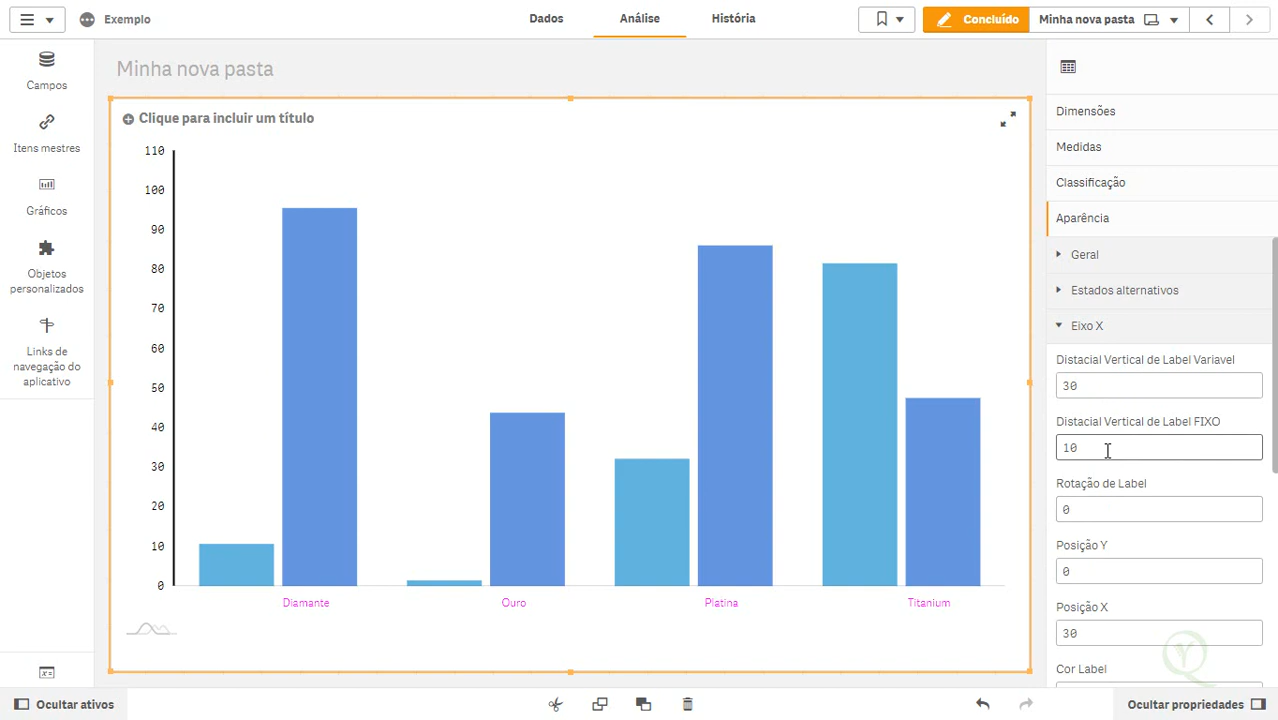 Exemplo
Dados
Análise
História
Concluído
Minha nova pasta
Campos
Itens mestres
Gráficos
Objetos
personalizados
Links de
navegação do
aplicativo
Minha nova pasta
Clique para incluir um título
110
100
90
80
70
60
50
40
30
20
10
0
Diamante
Ouro
Platina
Titanium
Dimensões
Medidas
Classificação
Aparência
Geral
Estados alternativos
Eixo X
Distacial Vertical de Label Variavel
30
Distacial Vertical de Label FIXO
10
Rotação de Label
0
Posição Y
0
Posição X
30
Cor Label
Ocultar ativos
Ocultar propriedades